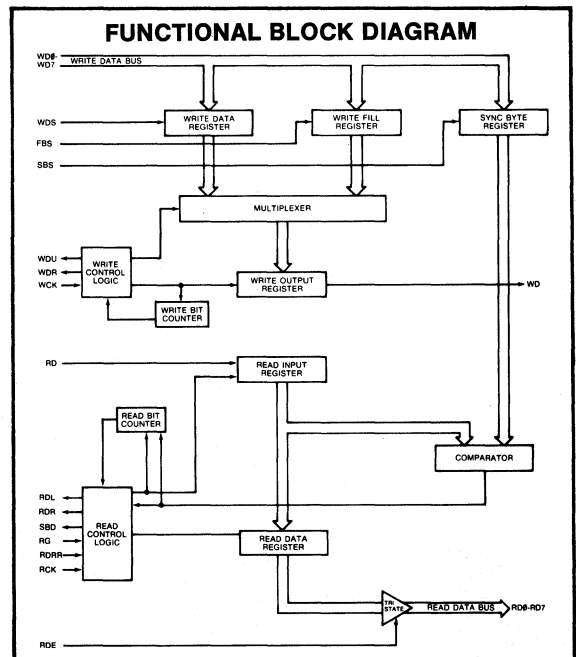 FUNCTIONAL BLOCK DIAGRAM
WDØ-
WD7
WRITE DATA BUS
WDS
WRITE DATA
REGISTER
WRITE FILL
REGISTER
SYNC BYTE
REGISTER
FBS
SBS
MULTIPLEXER
WDU
WDR
WCK
WRITE
CONTROL
LOGIC
WRITE OUTPUT
REGISTER
WD
WRITE BIT
COUNTER
RD
READ INPUT
REGISTER
READ BIT
COUNTER
COMPARATOR
RDL
RDR
SBD
RG
RDRR
RCK
READ
CONTROL
LOGIC
READ DATA
REGISTER
TRI
STATE
READ DATA BUS
RDØ-RD7
RDE